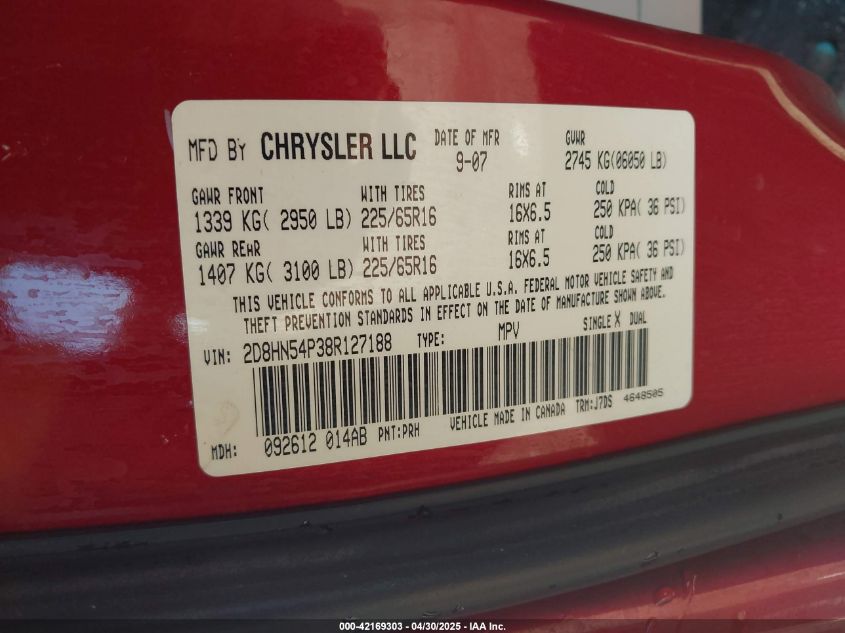 MFD BY CHRYSLER LLC DATE OF MFR 9-07 GVWR 2745 KG(06050 LB)
GAWR FRONT WITH TIRES RIMS AT COLD
1339 KG( 2950 LB) 225/65R16 16X6.5 250 KPA( 36 PSI)
GAWR REAR WITH TIRES RIMS AT COLD
1407 KG( 3100 LB) 225/65R16 16X6.5 250 KPA( 36 PSI)
THIS VEHICLE CONFORMS TO ALL APPLICABLE U.S.A. FEDERAL MOTOR VEHICLE SAFETY AND
THEFT PREVENTION STANDARDS IN EFFECT ON THE DATE OF MANUFACTURE SHOWN ABOVE.
VIN: 2D8HN54P38R127188 TYPE: MPV SINGLE X DUAL
MDH: 092612 014AB PNT:PRH VEHICLE MADE IN CANADA TRM:J7DS 4648505
000-42169303 - 04/30/2025 - IAA Inc.